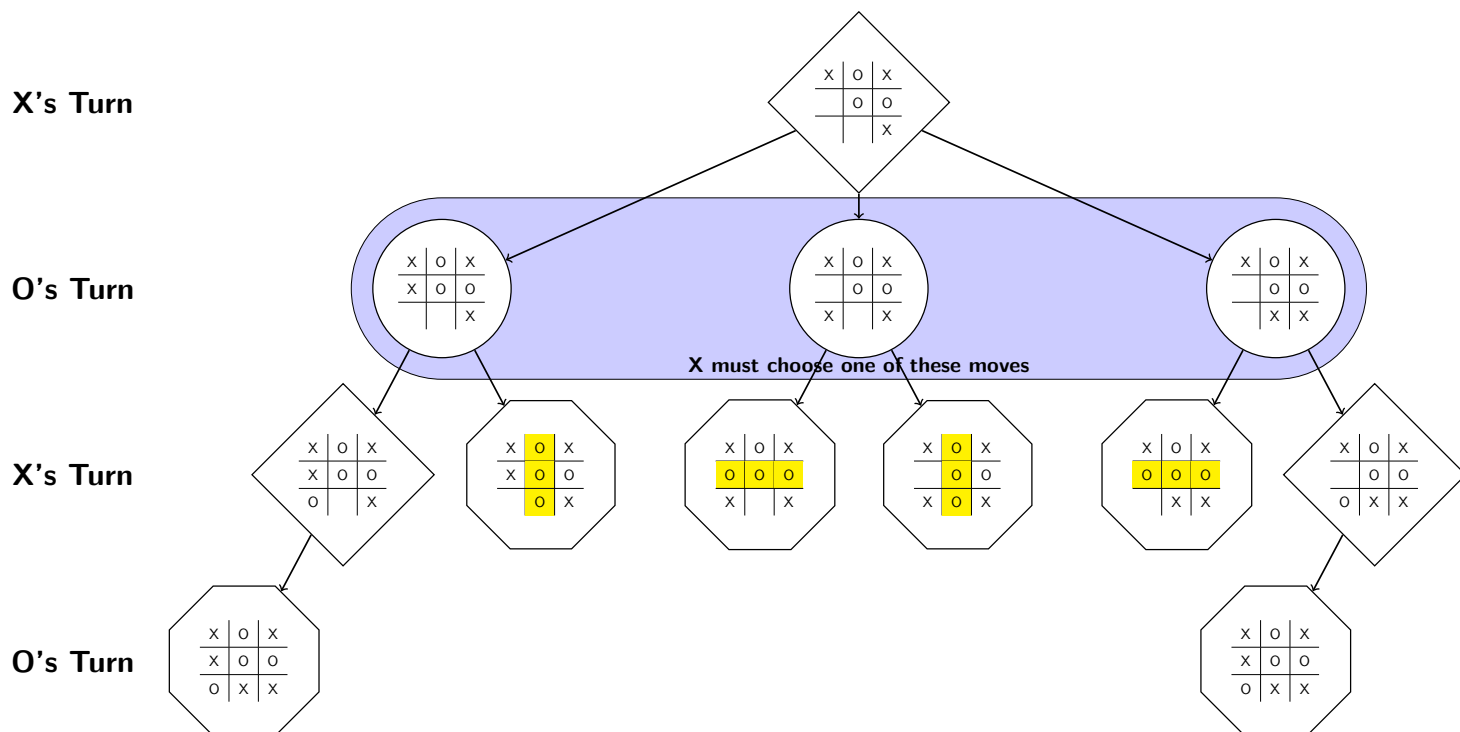 X's Turn
X O X
O O
X
O's Turn
X O X
X O O
X
X O X
O O
X X
X O X
O O
X X
X must choose one of these moves
X's Turn
X O X
X O O
O X
X O X
X O O
O X
X O X
O O O
X X
X O X
O O
X O X
X O X
O O O
X X
X O X
O O
O X X
O's Turn
X O X
X O O
O X X
X O X
X O O
O X X